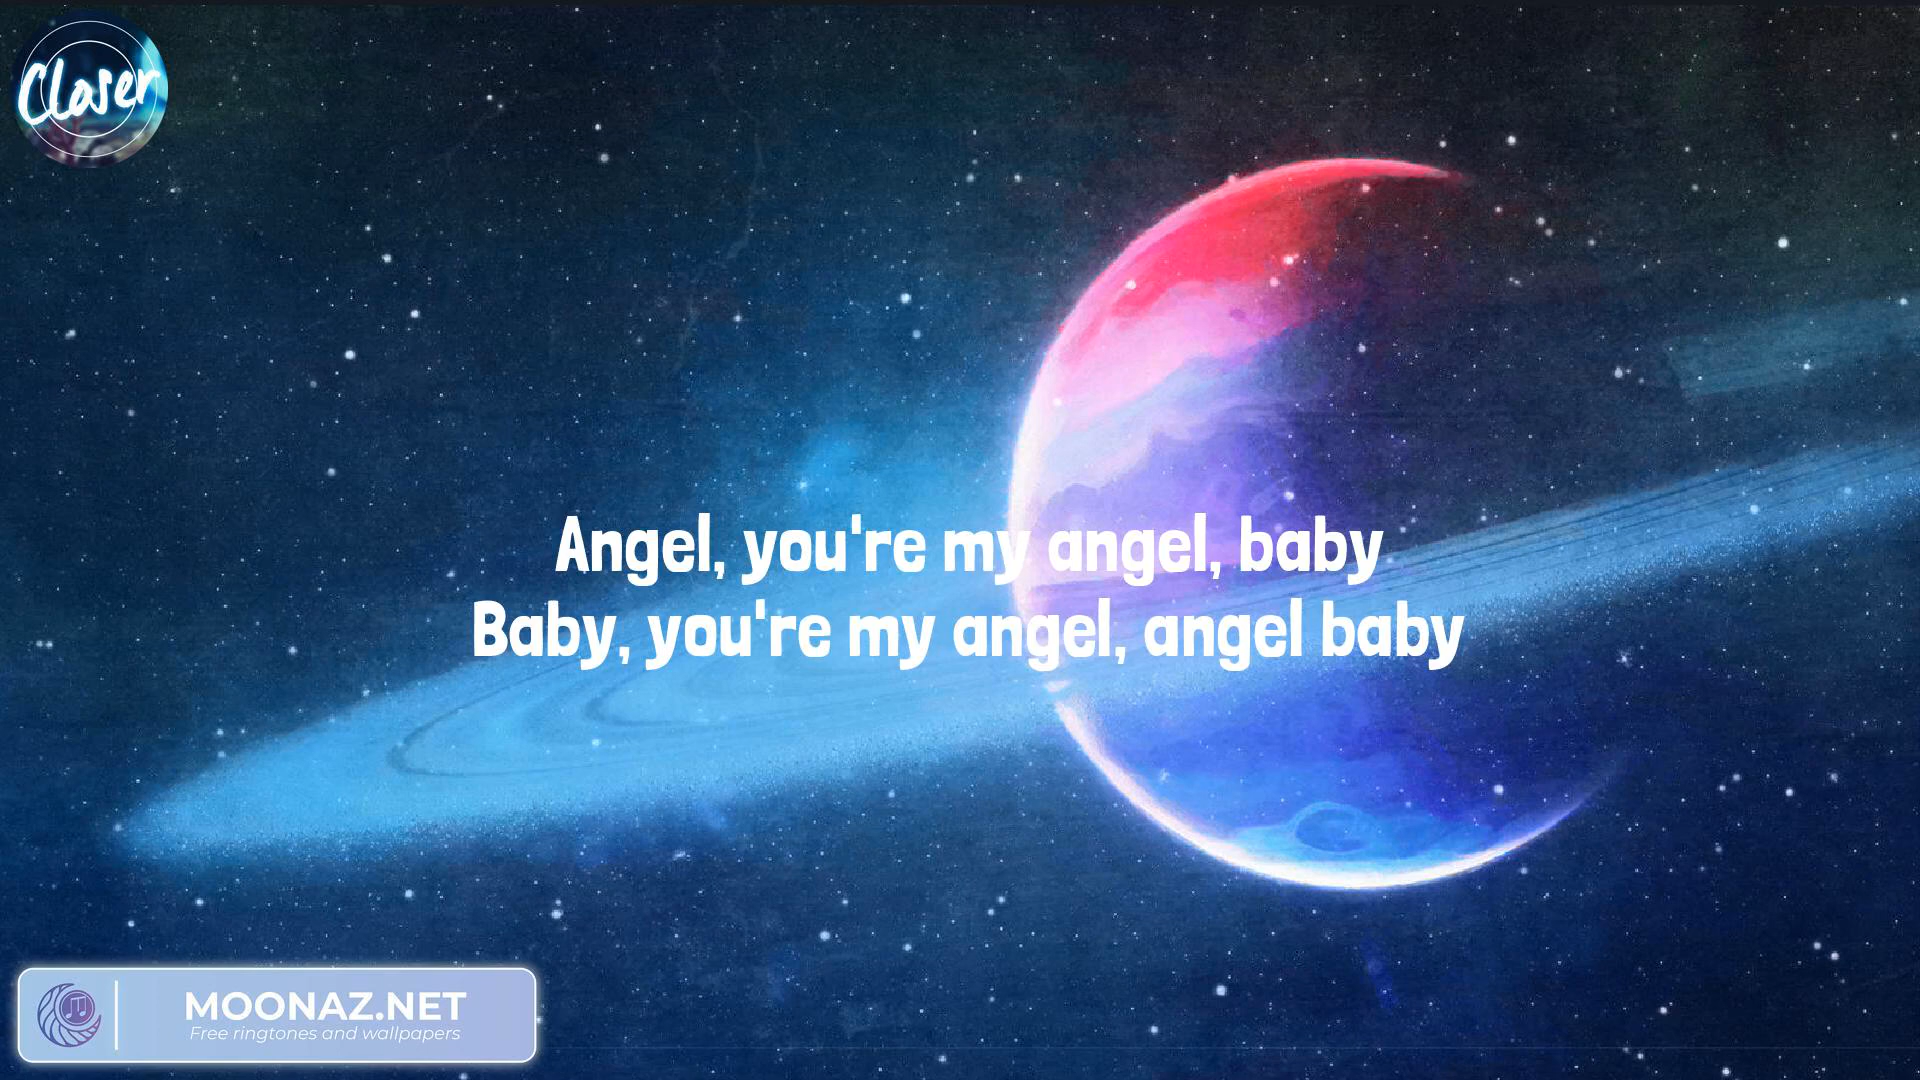 Closer
Angel, you're my angel, baby
Baby, you're my angel, angel baby
MOONAZ.NET
Free ringtones and wallpapers